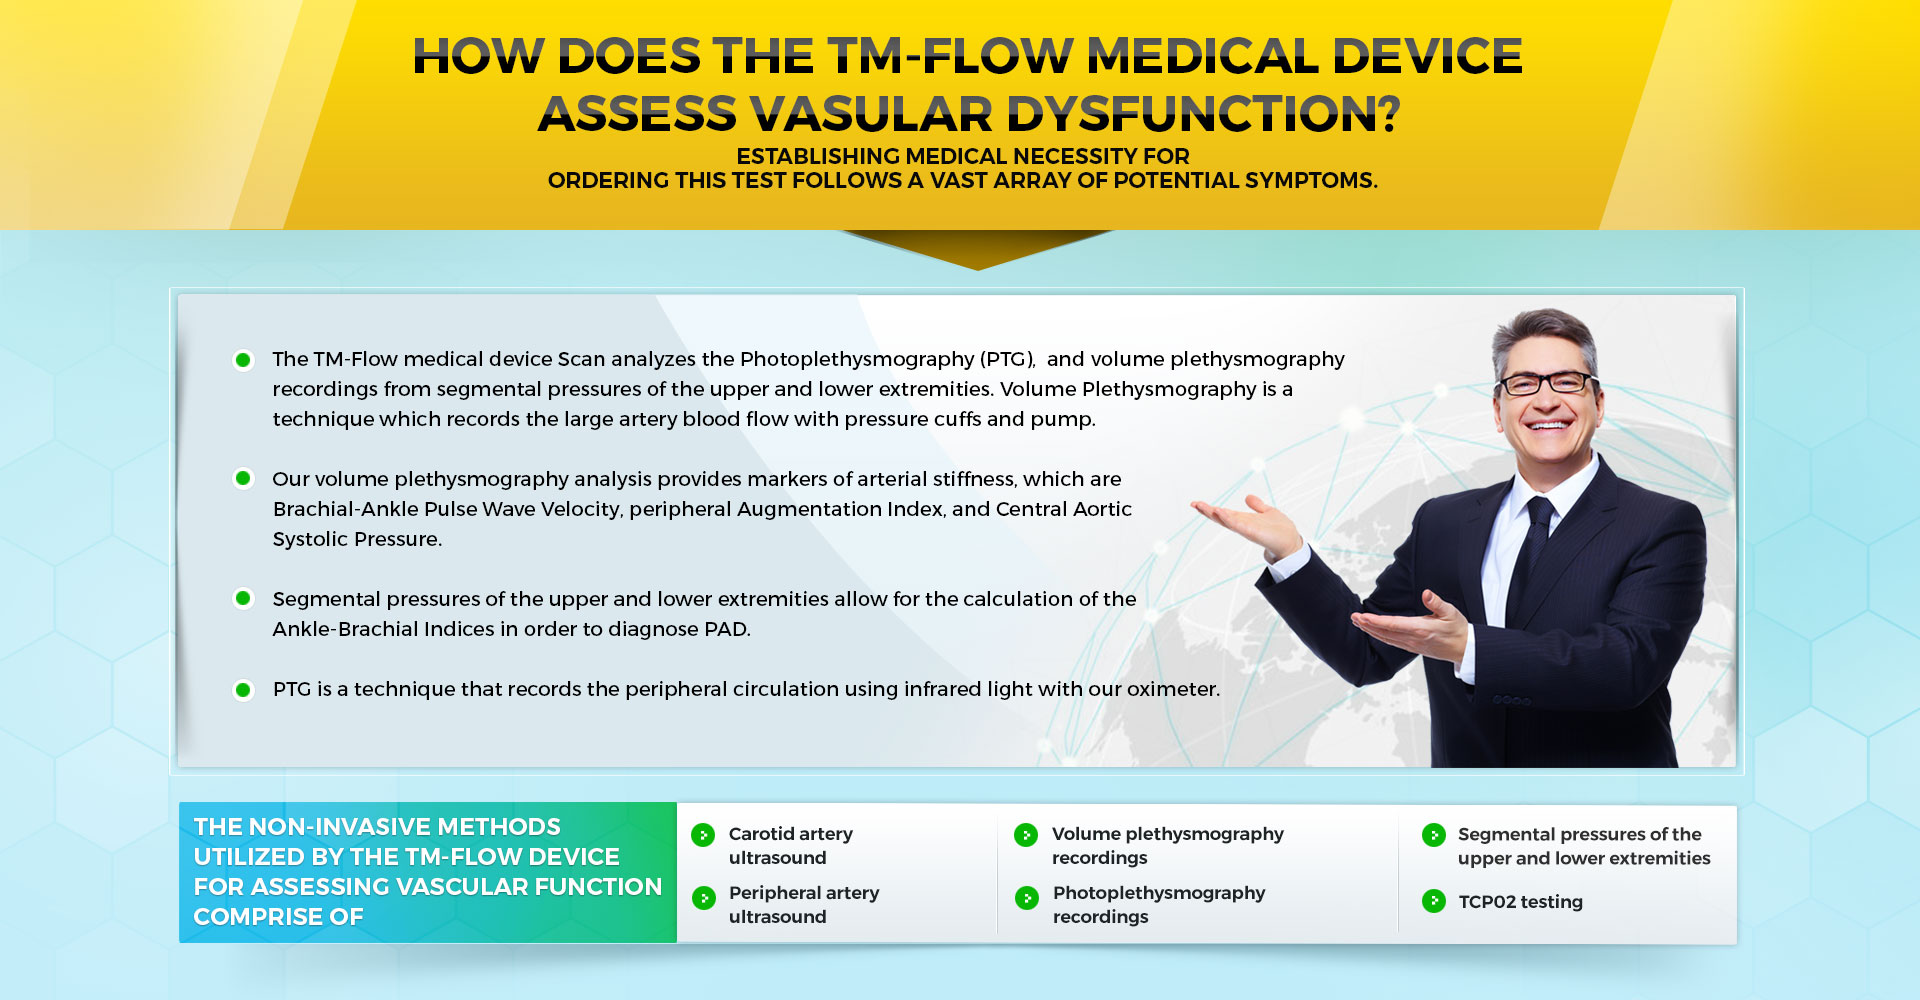 HOW DOES THE TM-FLOW MEDICAL DEVICE
ASSESS VASULAR DYSFUNCTION?
ESTABLISHING MEDICAL NECESSITY FOR
ORDERING THIS TEST FOLLOWS A VAST ARRAY OF POTENTIAL SYMPTOMS.
The TM-Flow medical device Scan analyzes the Photoplethysmography (PTG),  and volume plethysmography
recordings from segmental pressures of the upper and lower extremities. Volume Plethysmography is a
technique which records the large artery blood flow with pressure cuffs and pump.
Our volume plethysmography analysis provides markers of arterial stiffness, which are
Brachial-Ankle Pulse Wave Velocity, peripheral Augmentation Index, and Central Aortic
Systolic Pressure.
Segmental pressures of the upper and lower extremities allow for the calculation of the
Ankle-Brachial Indices in order to diagnose PAD.
PTG is a technique that records the peripheral circulation using infrared light with our oximeter.
THE NON-INVASIVE METHODS
UTILIZED BY THE TM-FLOW DEVICE
FOR ASSESSING VASCULAR FUNCTION
COMPRISE OF
Carotid artery
ultrasound
Peripheral artery
ultrasound
Volume plethysmography
recordings
Photoplethysmography
recordings
Segmental pressures of the
upper and lower extremities
TCP02 testing